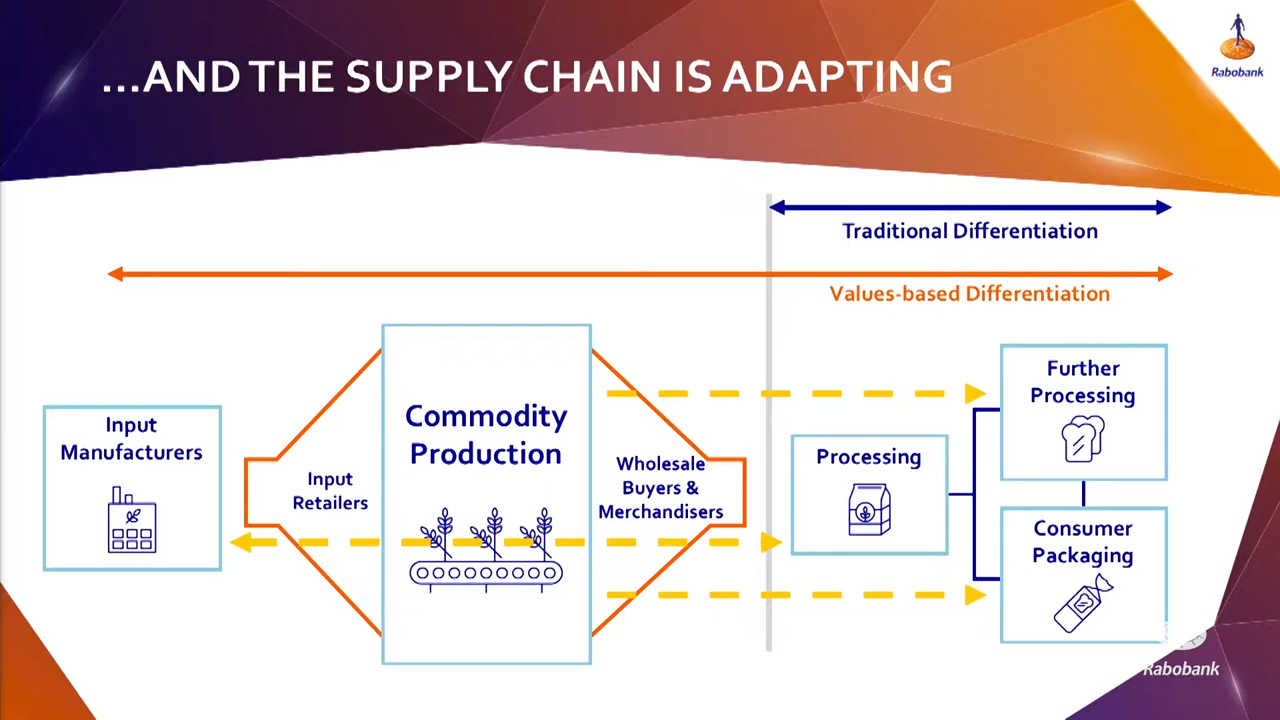 ...AND THE SUPPLY CHAIN IS ADAPTING
Rabobank
Traditional Differentiation
Values-based Differentiation
Input
Manufacturers
Input
Retailers
Commodity
Production
Wholesale
Buyers &
Merchandisers
Processing
Further
Processing
Consumer
Packaging
Rabobank